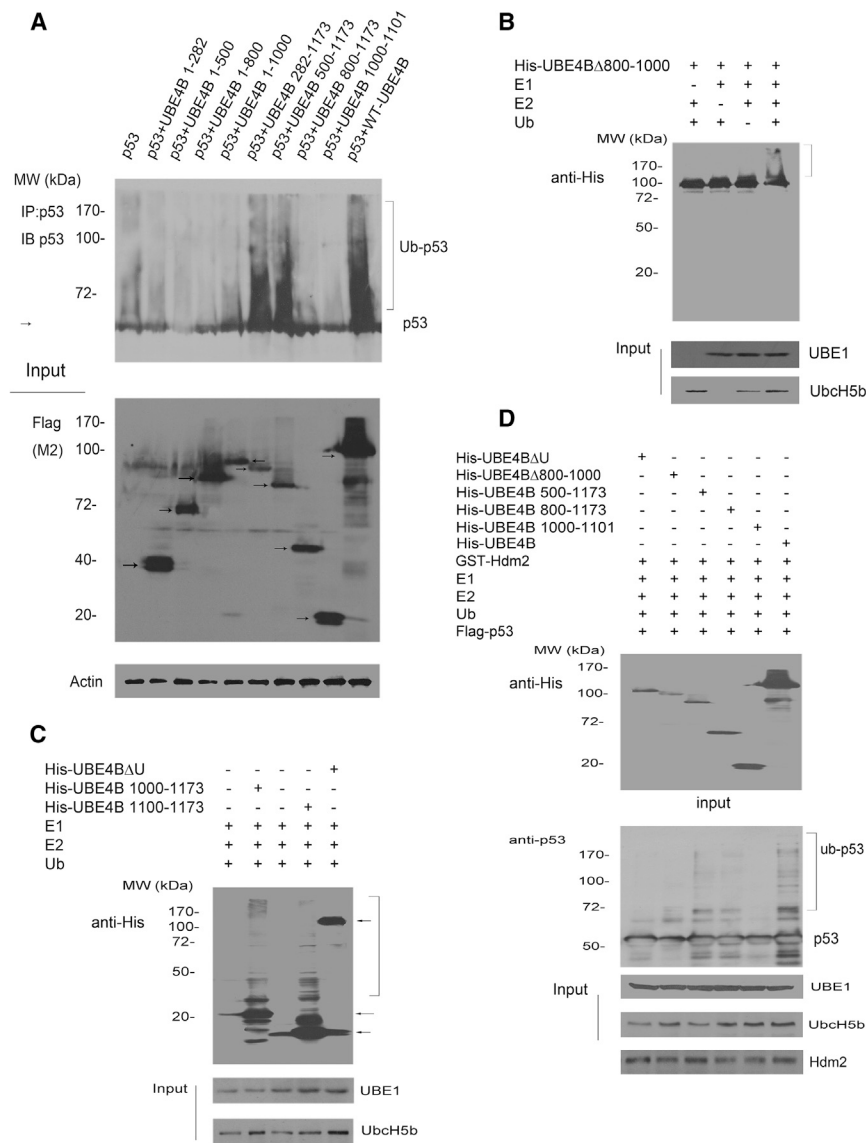 A
p53
p53+UBE4B 1-282
p53+UBE4B 1-500
p53+UBE4B 1-800
p53+UBE4B 1-1000
p53+UBE4B 282-1173
p53+UBE4B 500-1173
p53+UBE4B 800-1173
p53+UBE4B 1000-1101
p53+WT-UBE4B
MW (kDa)
IP:p53 170-
IB p53 100-
72-
Ub-p53
→ p53
Input
Flag 170-
(M2) 100-
72-
40-
20-
Actin
B
His-UBE4BΔ800-1000 + + + +
E1 - + + +
E2 + - + +
Ub + + - +
MW (kDa)
170-
anti-His 100-
72-
50-
20-
Input UBE1
UbcH5b
C
His-UBE4BΔU - - - - +
His-UBE4B 1000-1173 - + - - -
His-UBE4B 1100-1173 - - - + -
E1 + + + + +
E2 + + + + +
Ub + + + + +
MW (kDa)
anti-His 170-
100-
72-
50-
20-
Input UBE1
UbcH5b
D
His-UBE4BΔU + - - - - -
His-UBE4BΔ800-1000 - + - - - -
His-UBE4B 500-1173 - - + - - -
His-UBE4B 800-1173 - - - + - -
His-UBE4B 1000-1101 - - - - + -
His-UBE4B - - - - - +
GST-Hdm2 + + + + + +
E1 + + + + + +
E2 + + + + + +
Ub + + + + + +
Flag-p53 + + + + + +
MW (kDa)
170-
anti-His 100-
72-
20-
input
anti-p53 170-
100-
72-
50-
ub-p53
p53
Input UBE1
UbcH5b
Hdm2